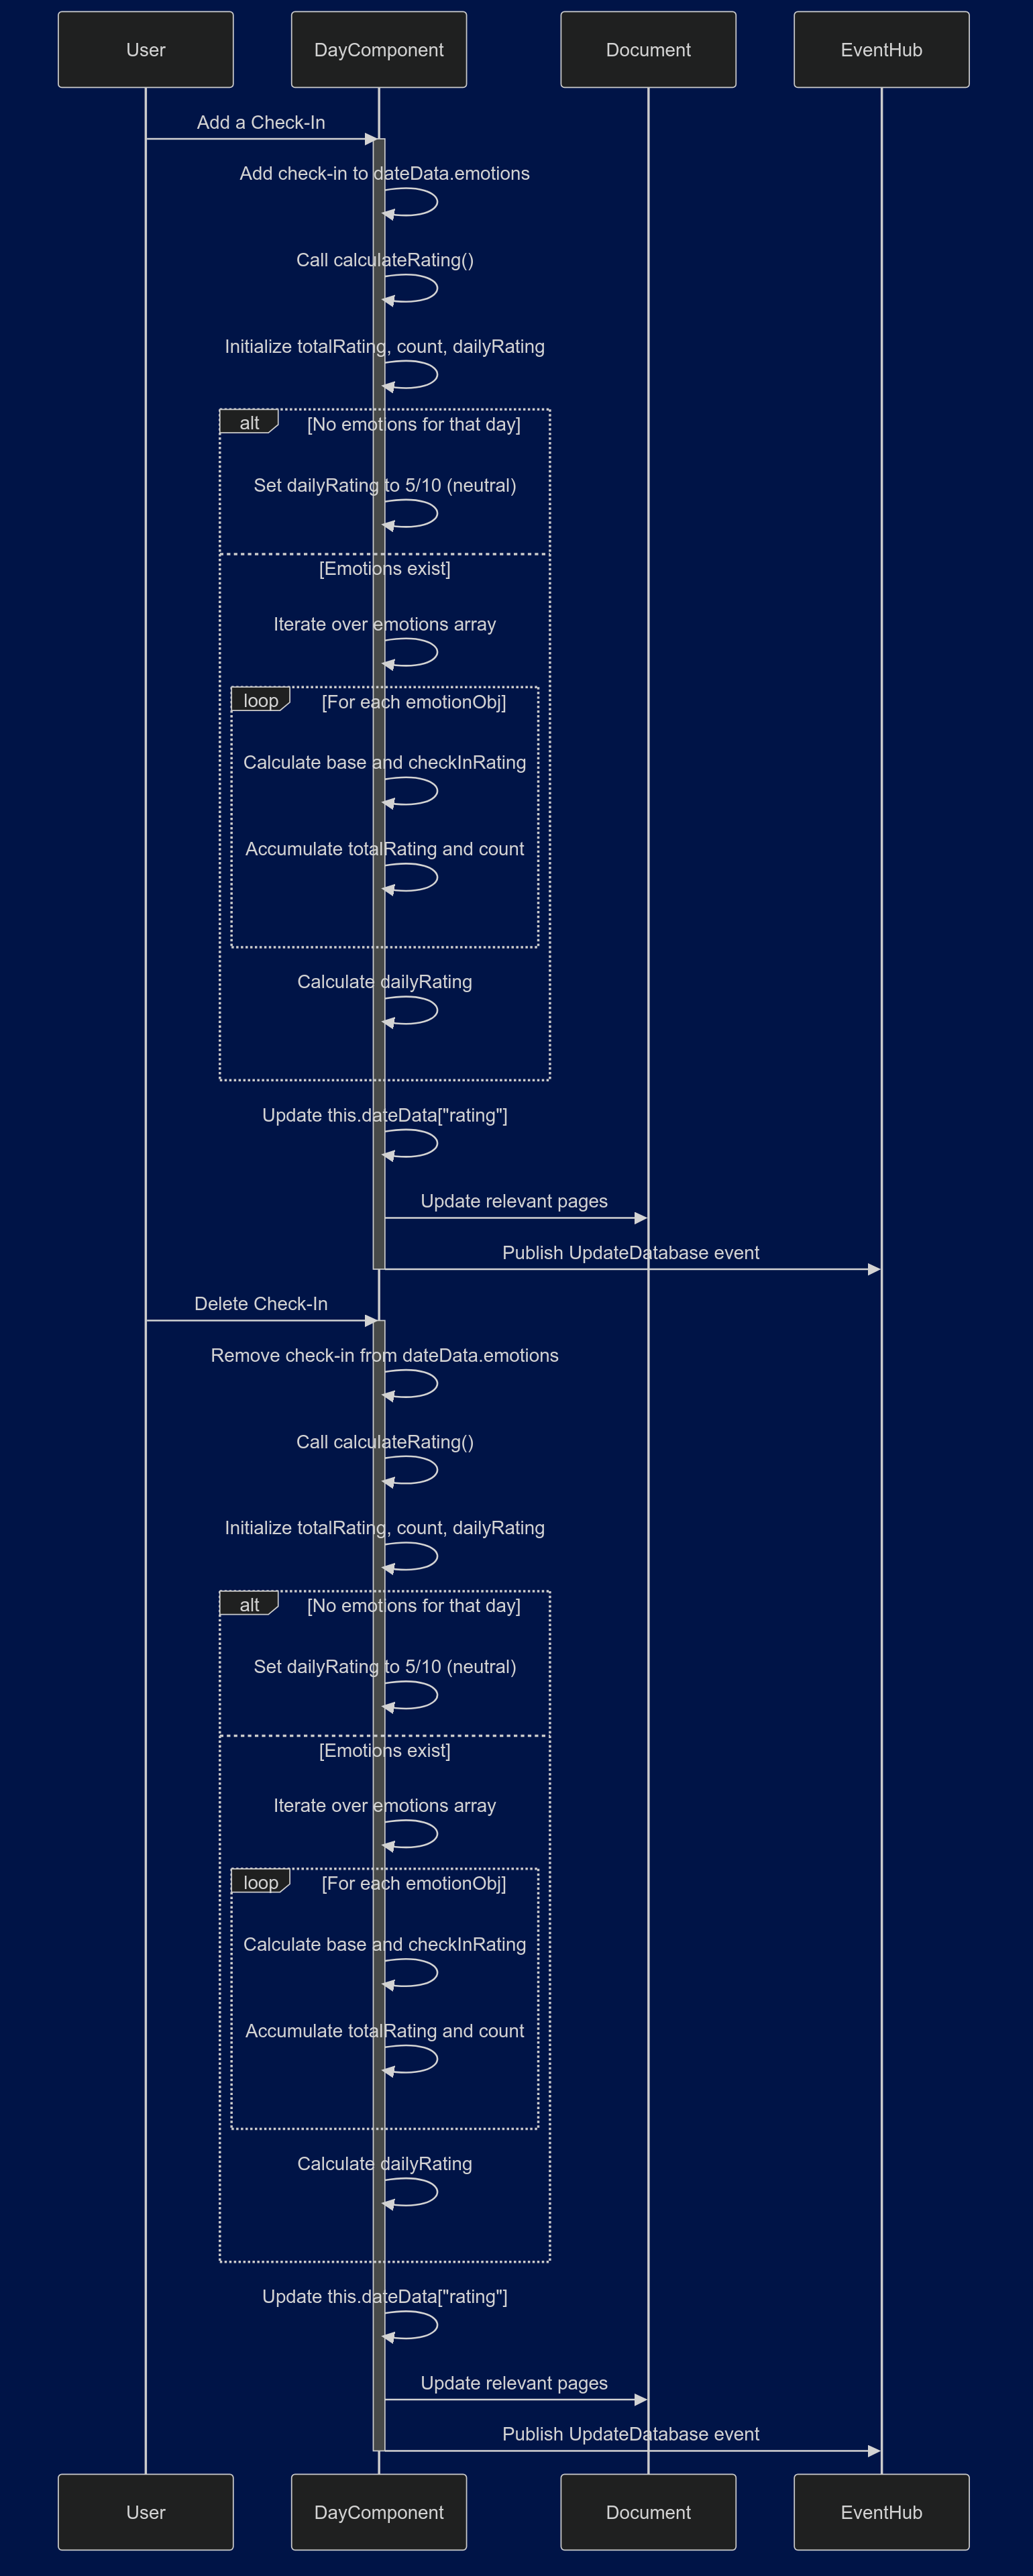 User
DayComponent
Document
EventHub
Add a Check-In
Add check-in to dateData.emotions
Call calculateRating()
Initialize totalRating, count, dailyRating
alt
[No emotions for that day]
Set dailyRating to 5/10 (neutral)
[Emotions exist]
Iterate over emotions array
loop
[For each emotionObj]
Calculate base and checkInRating
Accumulate totalRating and count
Calculate dailyRating
Update this.dateData["rating"]
Update relevant pages
Publish UpdateDatabase event
Delete Check-In
Remove check-in from dateData.emotions
Call calculateRating()
Initialize totalRating, count, dailyRating
alt
[No emotions for that day]
Set dailyRating to 5/10 (neutral)
[Emotions exist]
Iterate over emotions array
loop
[For each emotionObj]
Calculate base and checkInRating
Accumulate totalRating and count
Calculate dailyRating
Update this.dateData["rating"]
Update relevant pages
Publish UpdateDatabase event
User
DayComponent
Document
EventHub